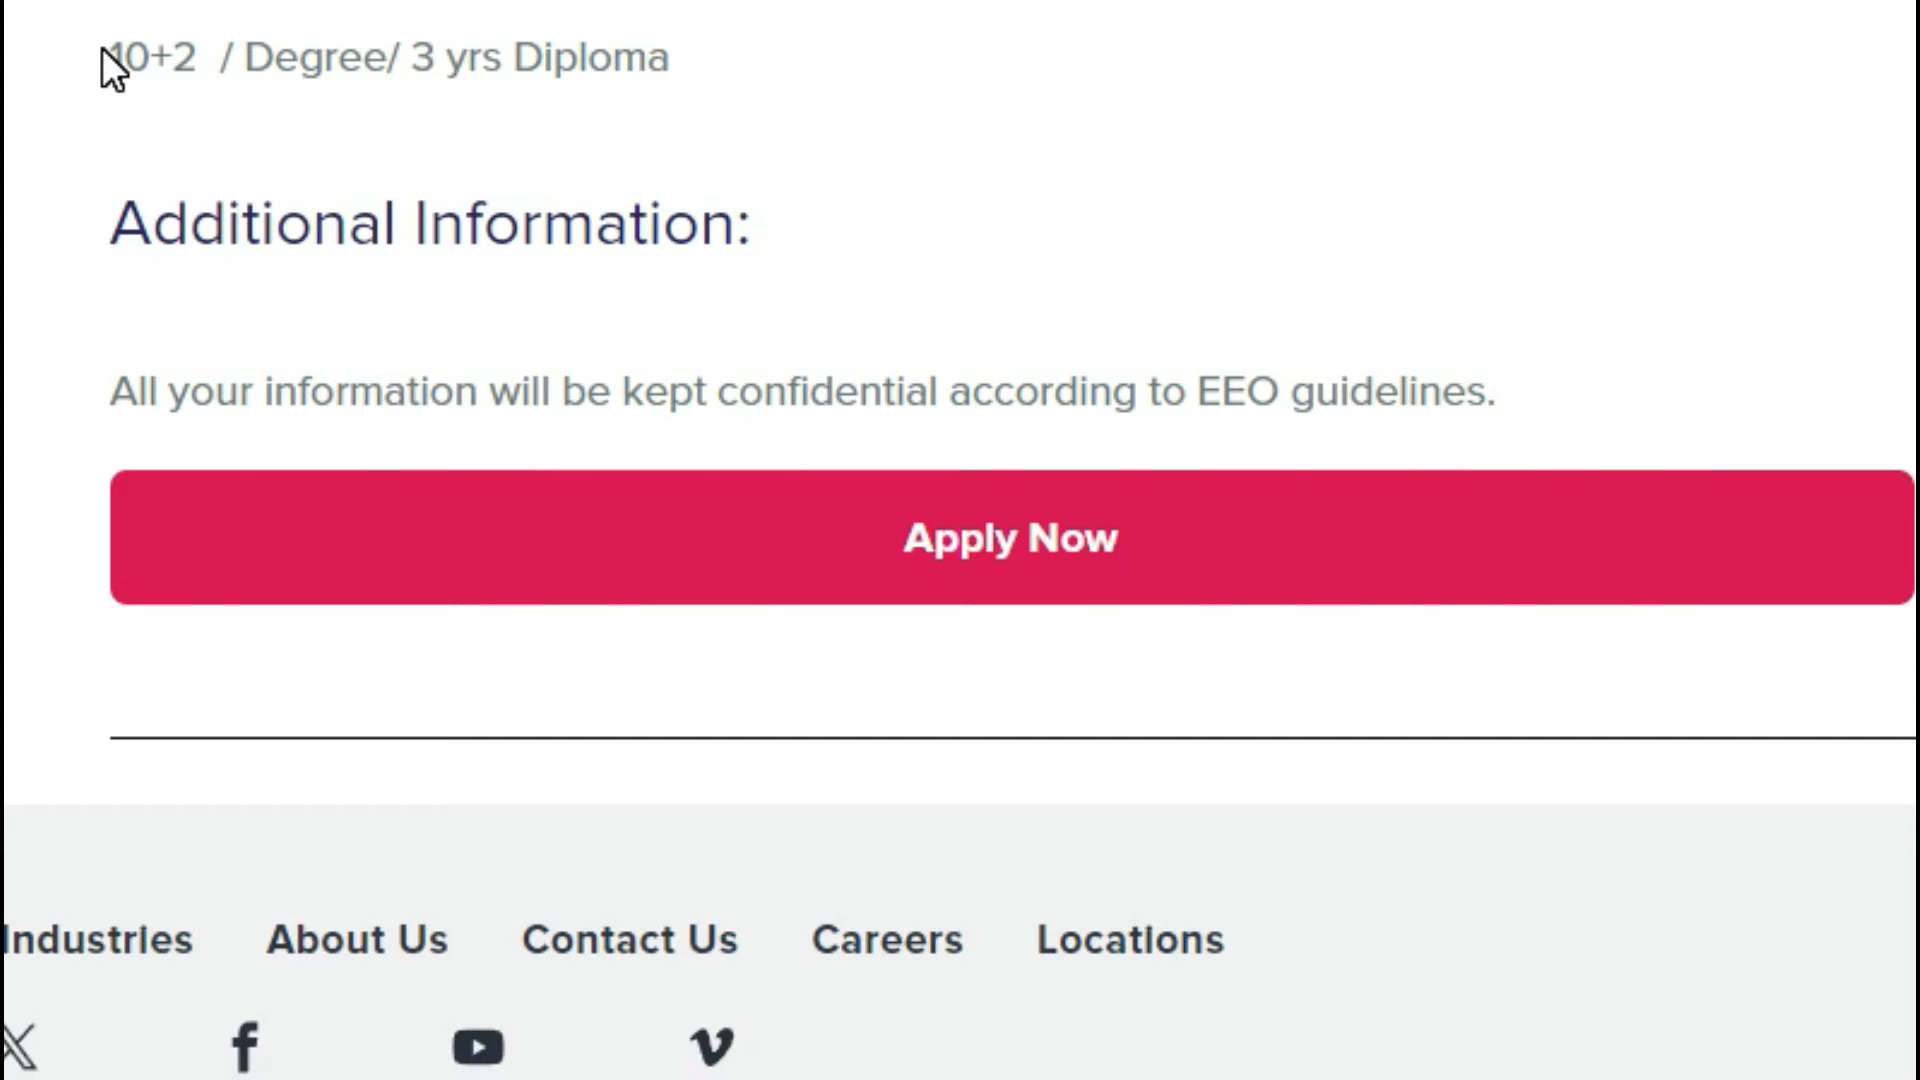 10+2 / Degree/ 3 yrs Diploma
Additional Information:
All your information will be kept confidential according to EEO guidelines.
Apply Now
Industries About Us Contact Us Careers Locations